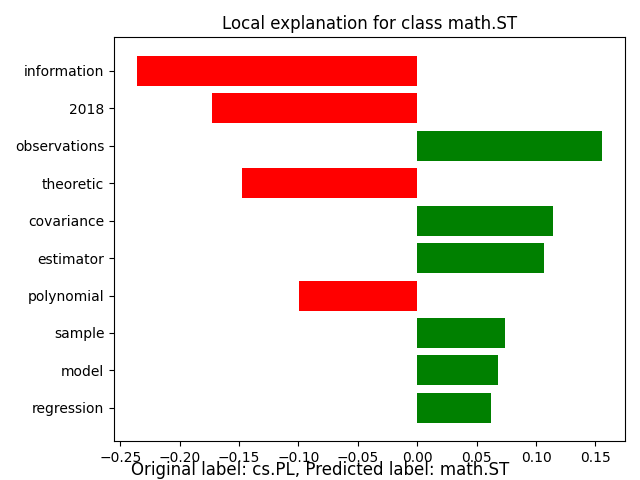 Local explanation for class math.ST
information
2018
observations
theoretic
covariance
estimator
polynomial
sample
model
regression
−0.25 −0.20 −0.15 −0.10 −0.05 0.00 0.05 0.10 0.15
Original label: cs.PL, Predicted label: math.ST